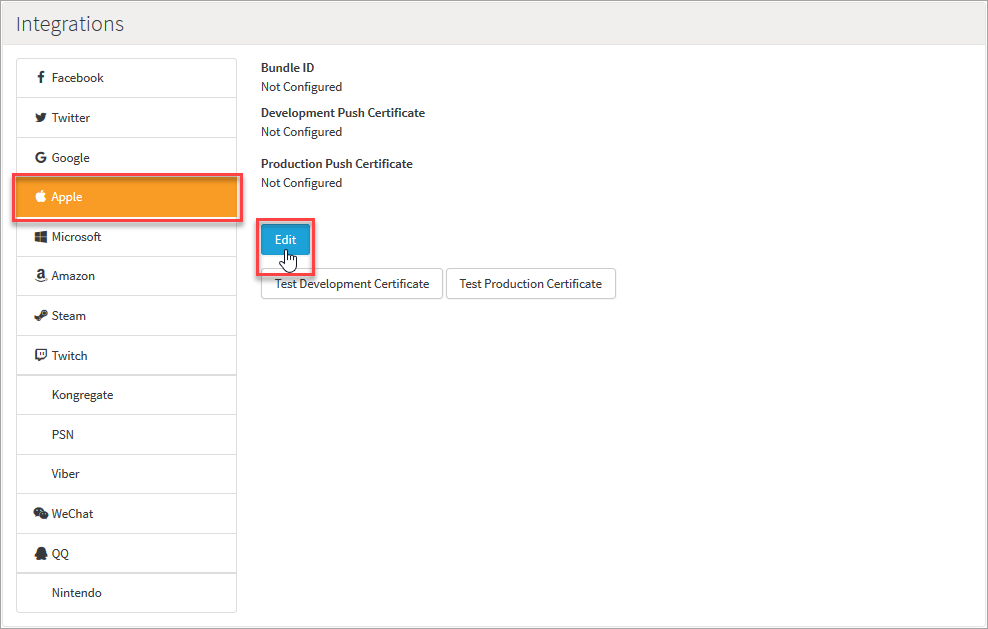 Integrations
Facebook
Twitter
Google
Apple
Microsoft
Amazon
Steam
Twitch
Kongregate
PSN
Viber
WeChat
QQ
Nintendo
Bundle ID
Not Configured
Development Push Certificate
Not Configured
Production Push Certificate
Not Configured
Edit
Test Development Certificate
Test Production Certificate